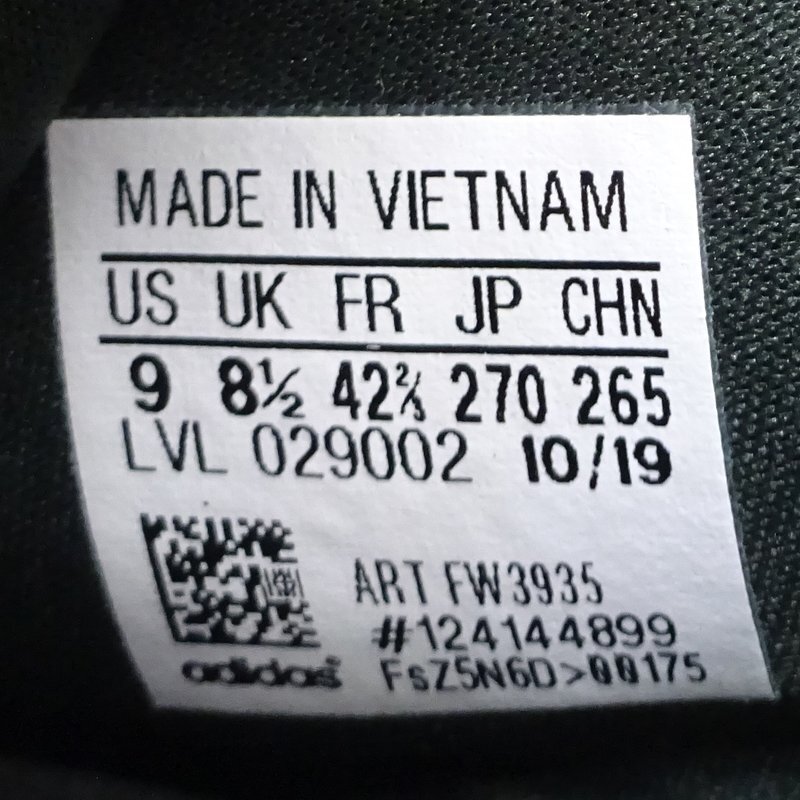 MADE IN VIETNAM
US UK FR JP CHN
9 8½ 42⅔ 270 265
LVL 029002 10/19
ART FW3935
#124144899
adidas FsZ5N6D>00175